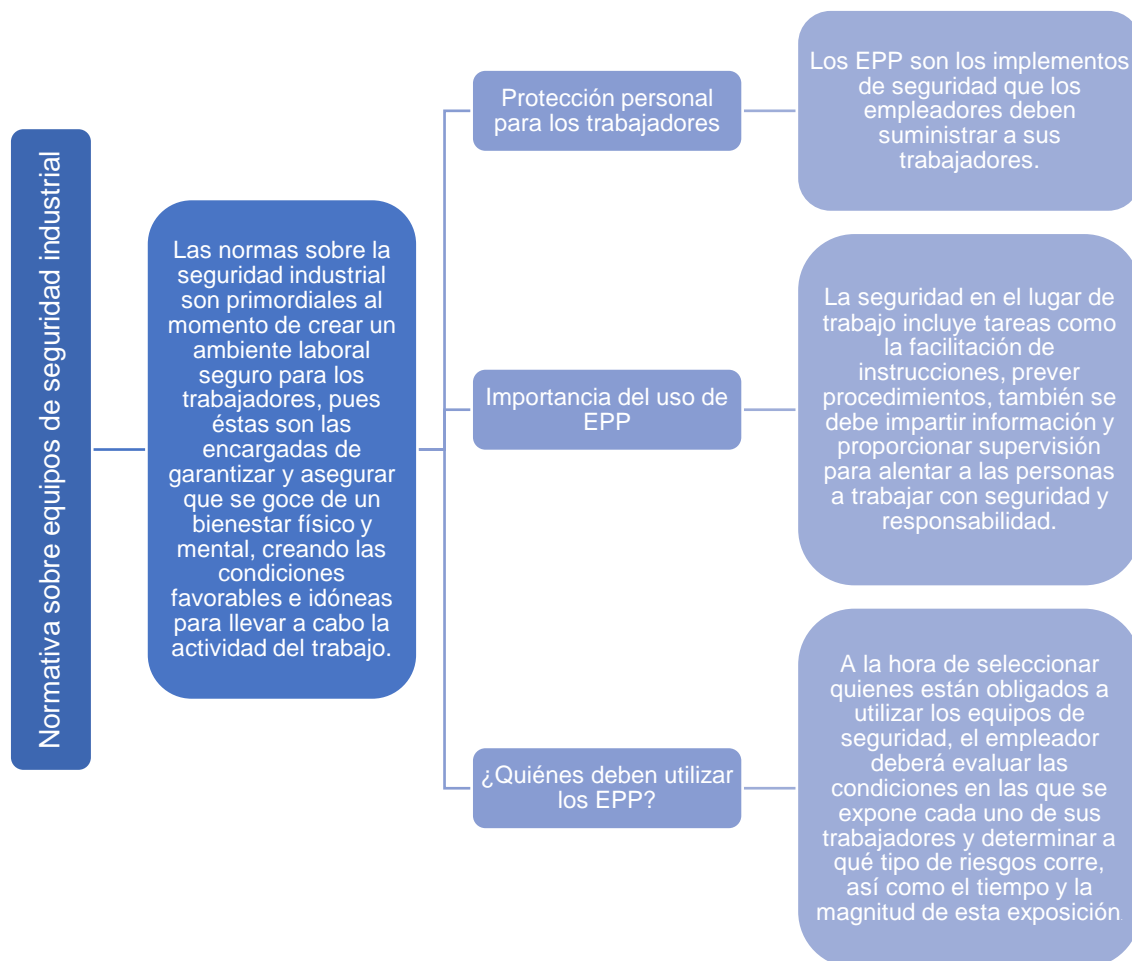 Normativa sobre equipos de seguridad industrial
Las normas sobre la
seguridad industrial
son primordiales al
momento de crear un
ambiente laboral
seguro para los
trabajadores, pues
éstas son las
encargadas de
garantizar y asegurar
que se goce de un
bienestar físico y
mental, creando las
condiciones
favorables e idóneas
para llevar a cabo la
actividad del trabajo.
Protección personal
para los trabajadores
Los EPP son los implementos
de seguridad que los
empleadores deben
suministrar a sus
trabajadores.
Importancia del uso de
EPP
La seguridad en el lugar de
trabajo incluye tareas como
la facilitación de
instrucciones, prever
procedimientos, también se
debe impartir información y
proporcionar supervisión
para alentar a las personas
a trabajar con seguridad y
responsabilidad.
¿Quiénes deben utilizar
los EPP?
A la hora de seleccionar
quienes están obligados a
utilizar los equipos de
seguridad, el empleador
deberá evaluar las
condiciones en las que se
expone cada uno de sus
trabajadores y determinar a
qué tipo de riesgos corre,
así como el tiempo y la
magnitud de esta exposición.